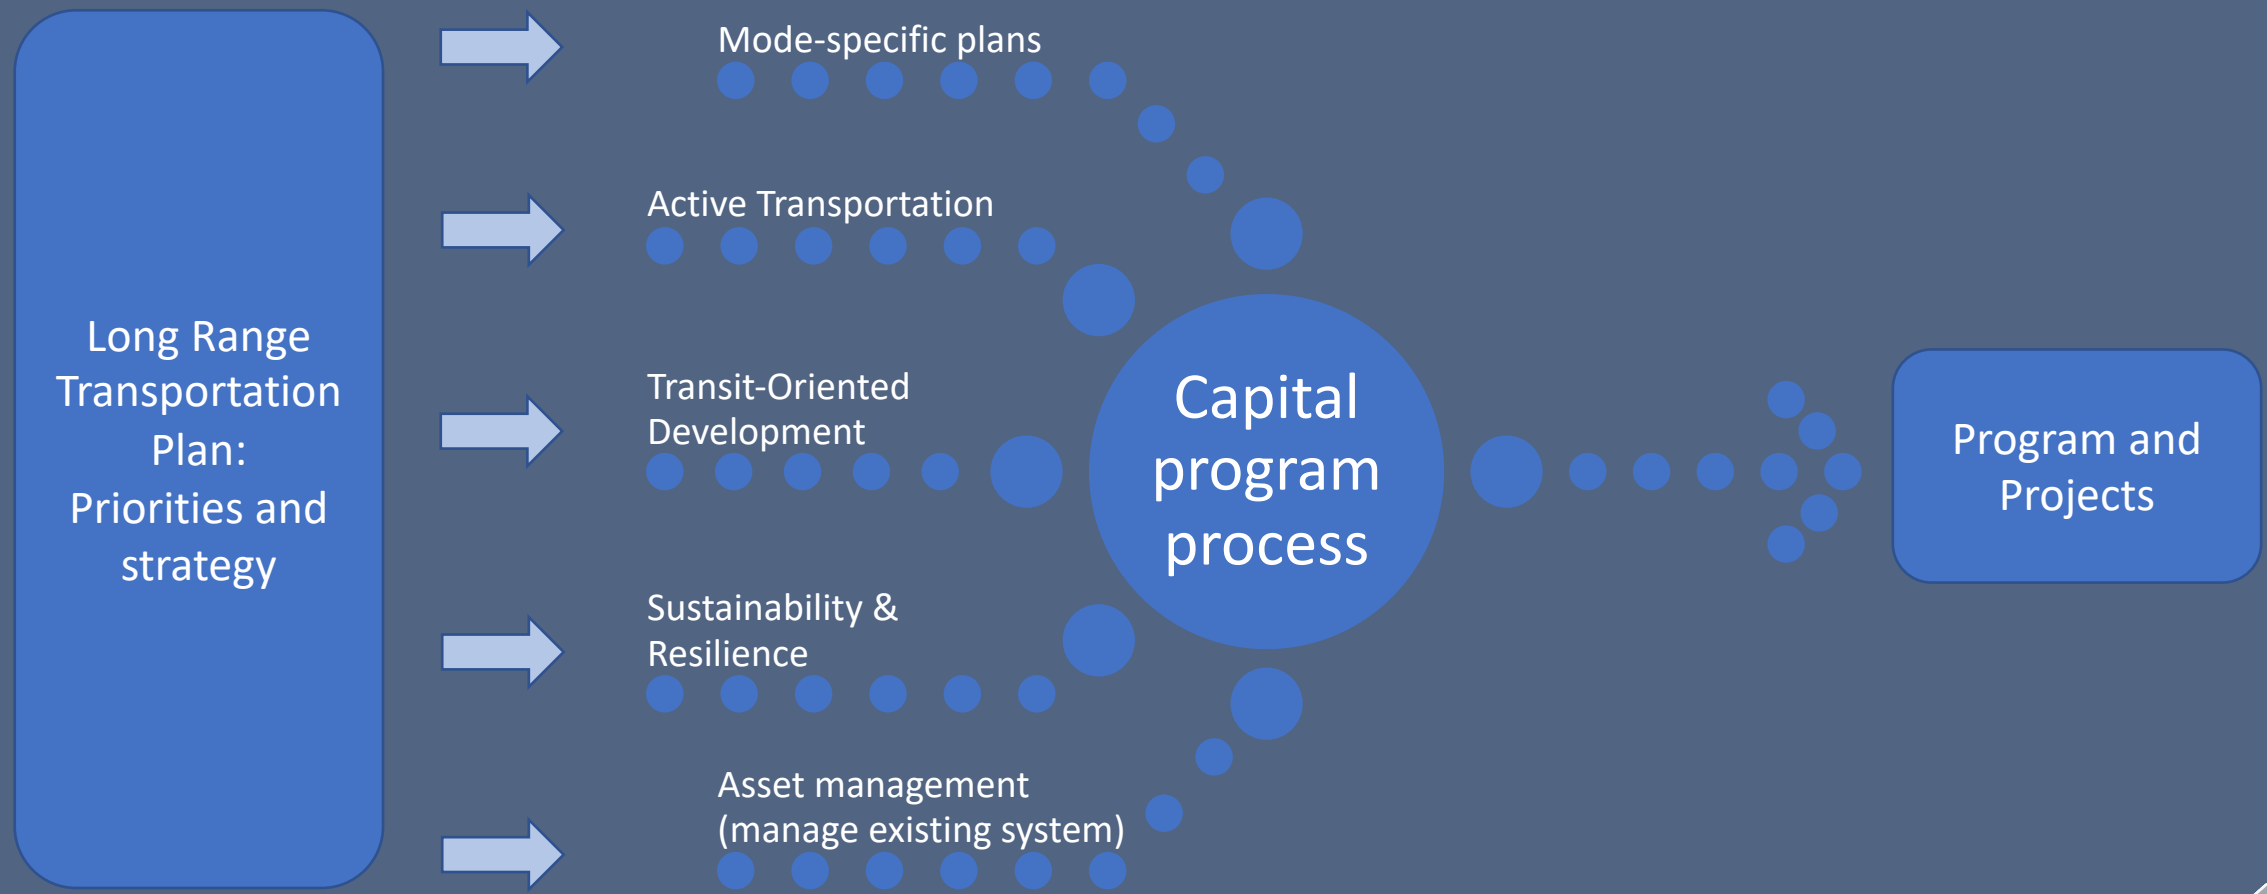 Long Range
Transportation
Plan:
Priorities and
strategy
Mode-specific plans
Active Transportation
Transit-Oriented
Development
Sustainability &
Resilience
Asset management
(manage existing system)
Capital
program
process
Program and
Projects